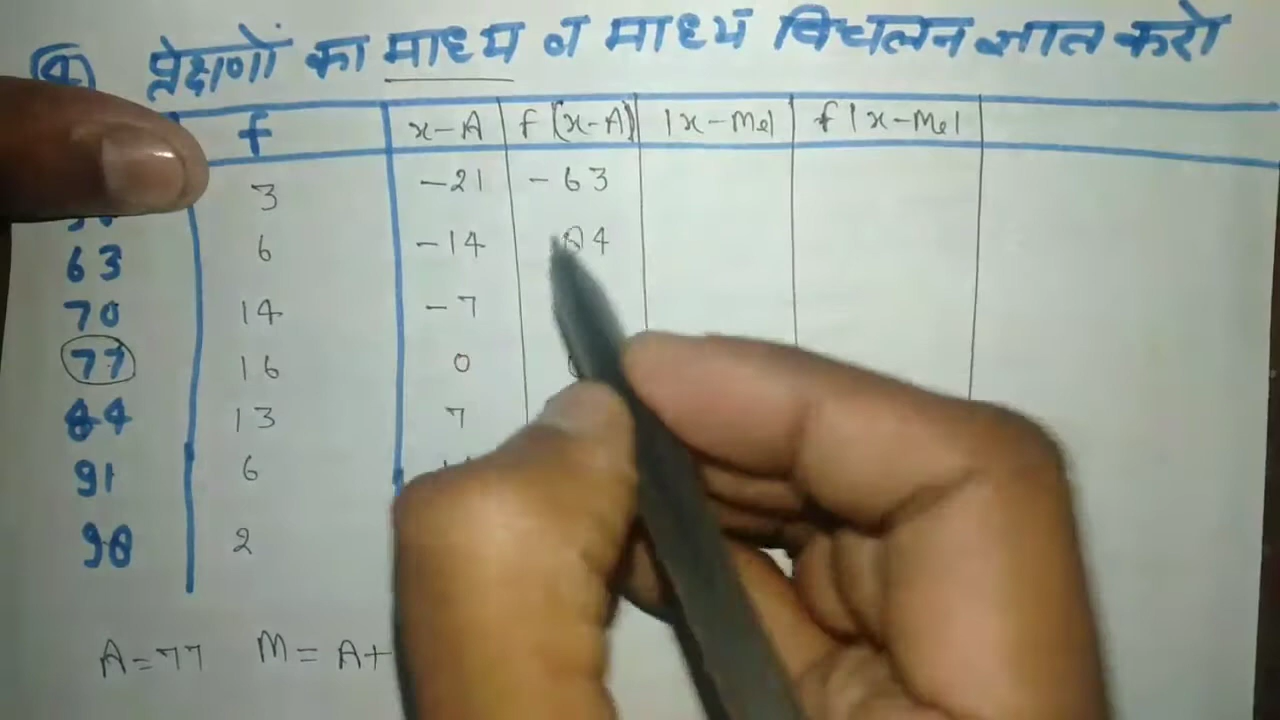 प्रेक्षणों का माध्य व माध्य विचलन ज्ञात करो
f x-A f(x-A) |x-Me| f|x-Me|
3 -21 -63
63 6 -14 84
70 14 -7
77 16 0
84 13 7
91 6
98 2
A=77 M= A+